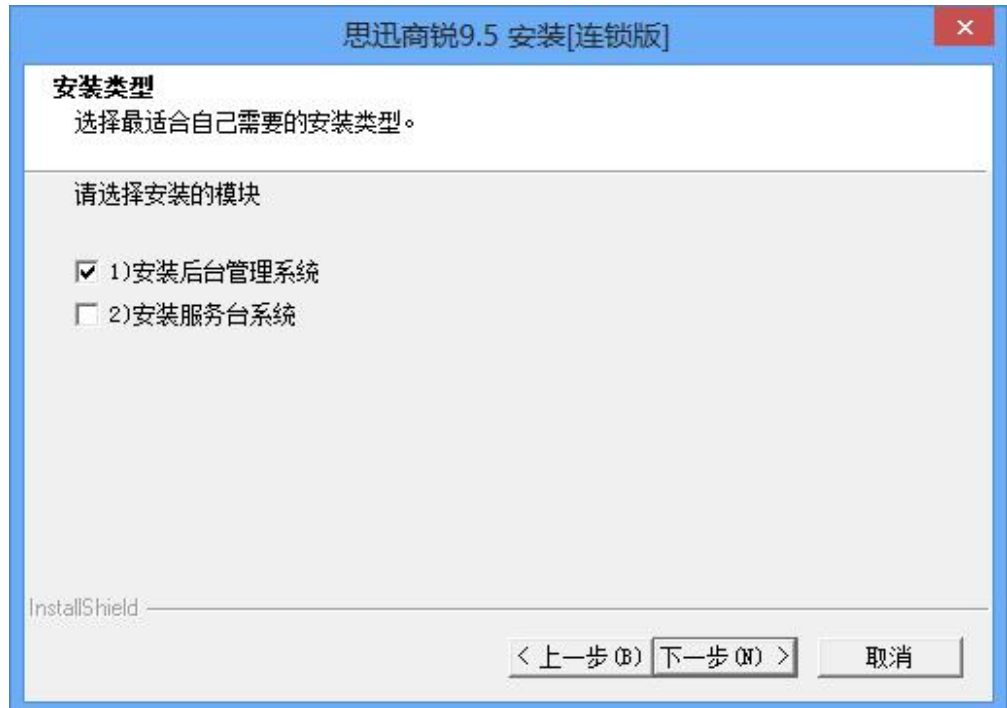 思迅商锐9.5 安装[连锁版]
安装类型
选择最适合自己需要的安装类型。
请选择安装的模块
1)安装后台管理系统
2)安装服务台系统
InstallShield
< 上一步(B) 下一步(N) > 取消